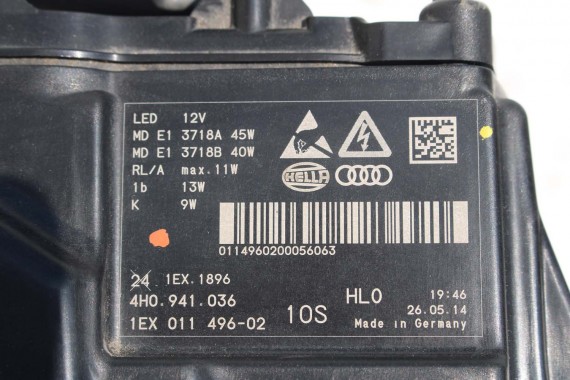 LED 12V
MD E1 3718A 45W
MD E1 3718B 40W
RL/A max.11W
1b 13W
K 9W
HELLA
0114960200056063
24 1EX.1896
4H0.941.036
1EX 011 496-02
10S
HL0
19:46
26.05.14
Made in Germany